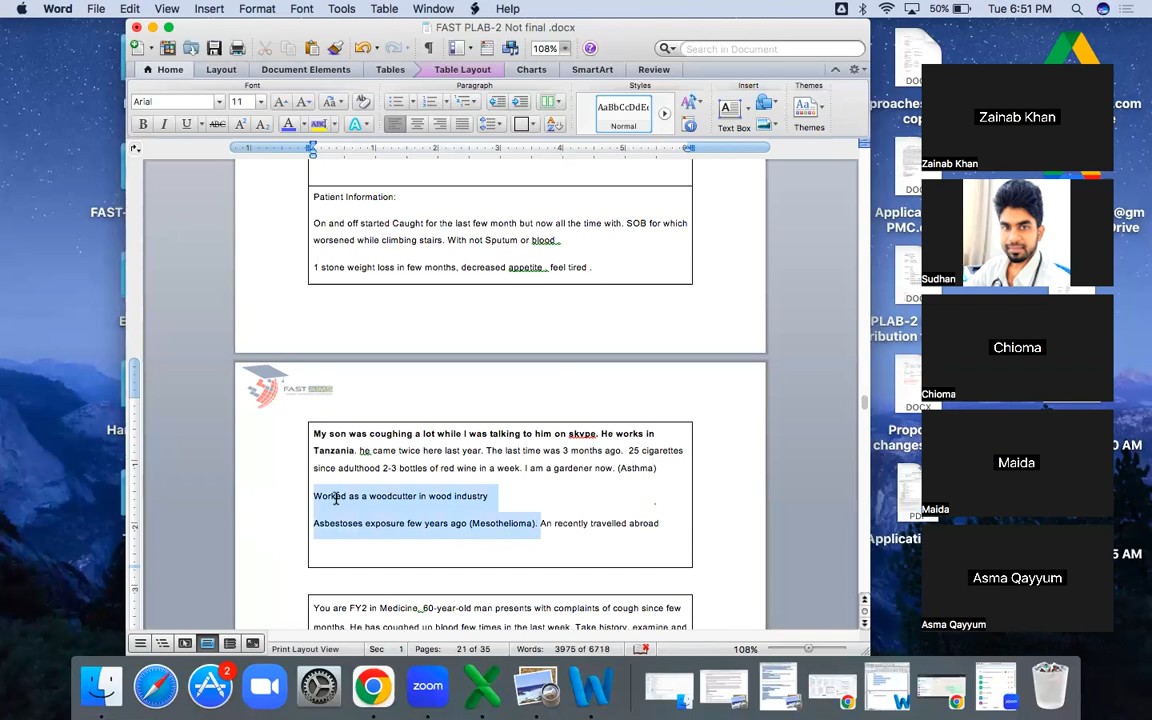 Word File Edit View Insert Format Font Tools Table Window Help
50% Tue 6:51 PM
FAST PLAB-2 Not final .docx
108%
Search in Document
Home Layout Document Elements Tables Table Layout Charts SmartArt Review
Font Paragraph Styles Insert Themes
Arial 11
AaBbCcDdEe
Normal
Text Box
Themes
Patient Information:
On and off started Caught for the last few month but now all the time with. SOB for which
worsened while climbing stairs. With not Sputum or blood .
1 stone weight loss in few months, decreased appetite , feel tired .
FAST
My son was coughing a lot while I was talking to him on skype. He works in
Tanzania. he came twice here last year. The last time was 3 months ago. 25 cigarettes
since adulthood 2-3 bottles of red wine in a week. I am a gardener now. (Asthma)
Worked as a woodcutter in wood industry
Asbestoses exposure few years ago (Mesothelioma). An recently travelled abroad
You are FY2 in Medicine, 60-year-old man presents with complaints of cough since few
months. He has coughed up blood few times in the last week. Take history, examine and
Print Layout View Sec 1 Pages: 21 of 35 Words: 3975 of 6718 108%
Zainab Khan
Zainab Khan
Sudhan
Chioma
Chioma
Maida
Maida
Asma Qayyum
Asma Qayyum
FAST-
DOCX
PLAB-2
DOCX
2
zoom